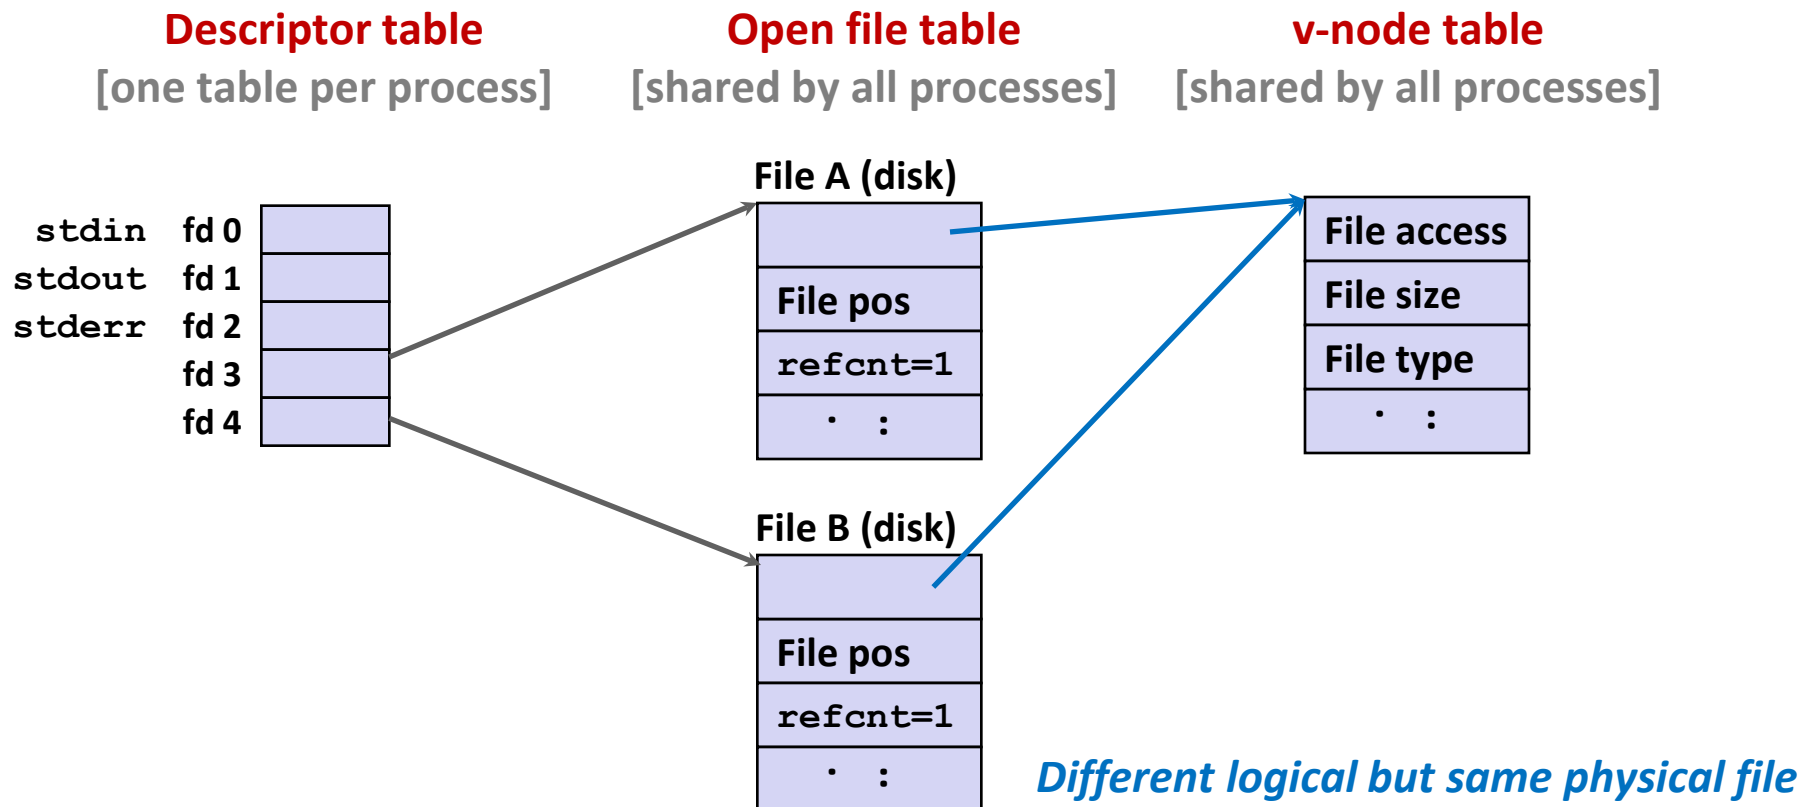 Descriptor table
[one table per process]
Open file table
[shared by all processes]
v-node table
[shared by all processes]
stdin fd 0
stdout fd 1
stderr fd 2
fd 3
fd 4
File A (disk)
File pos
refcnt=1
File B (disk)
File pos
refcnt=1
File access
File size
File type
Different logical but same physical file